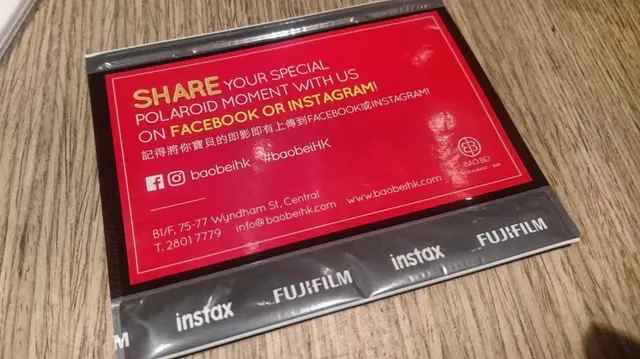 SHARE YOUR SPECIAL
POLAROID MOMENT WITH US
ON FACEBOOK OR INSTAGRAM!
記得將你寶貝的即影即有上傳到FACEBOOK或INSTAGRAM!
baobeihk #baobeiHK
B1/F, 75-77 Wyndham St. Central
T. 2801 7779 info@baobeihk.com www.baobeihk.com
BAO BEI
M instax FUJIFILM instax FUJIFILM